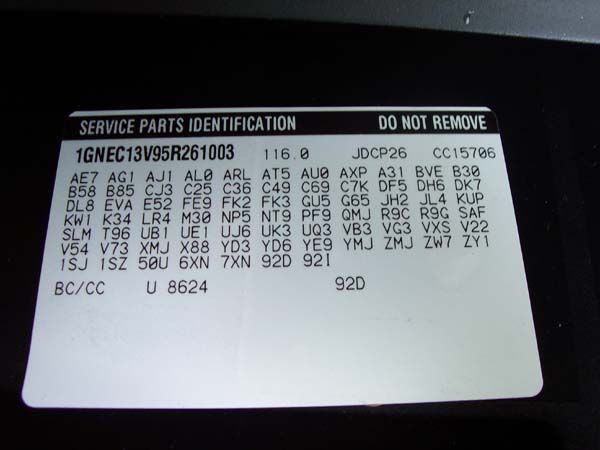 SERVICE PARTS IDENTIFICATION DO NOT REMOVE
1GNEC13V95R261003 116.0 JDCP26 CC15706
AE7 AG1 AJ1 AL0 ARL AT5 AU0 AXP A31 BVE B30
B58 B85 CJ3 C25 C36 C49 C69 C7K DF5 DH6 DK7
DL8 EVA E52 FE9 FK2 FK3 GU5 G65 JH2 JL4 KUP
KW1 K34 LR4 M30 NP5 NT9 PF9 QMJ R9C R9G SAF
SLM T96 UB1 UE1 UJ6 UK3 UQ3 VB3 VG3 VXS V22
V54 V73 XMJ X88 YD3 YD6 YE9 YMJ ZMJ ZW7 ZY1
1SJ 1SZ 50U 6XN 7XN 92D 92I
BC/CC U 8624 92D